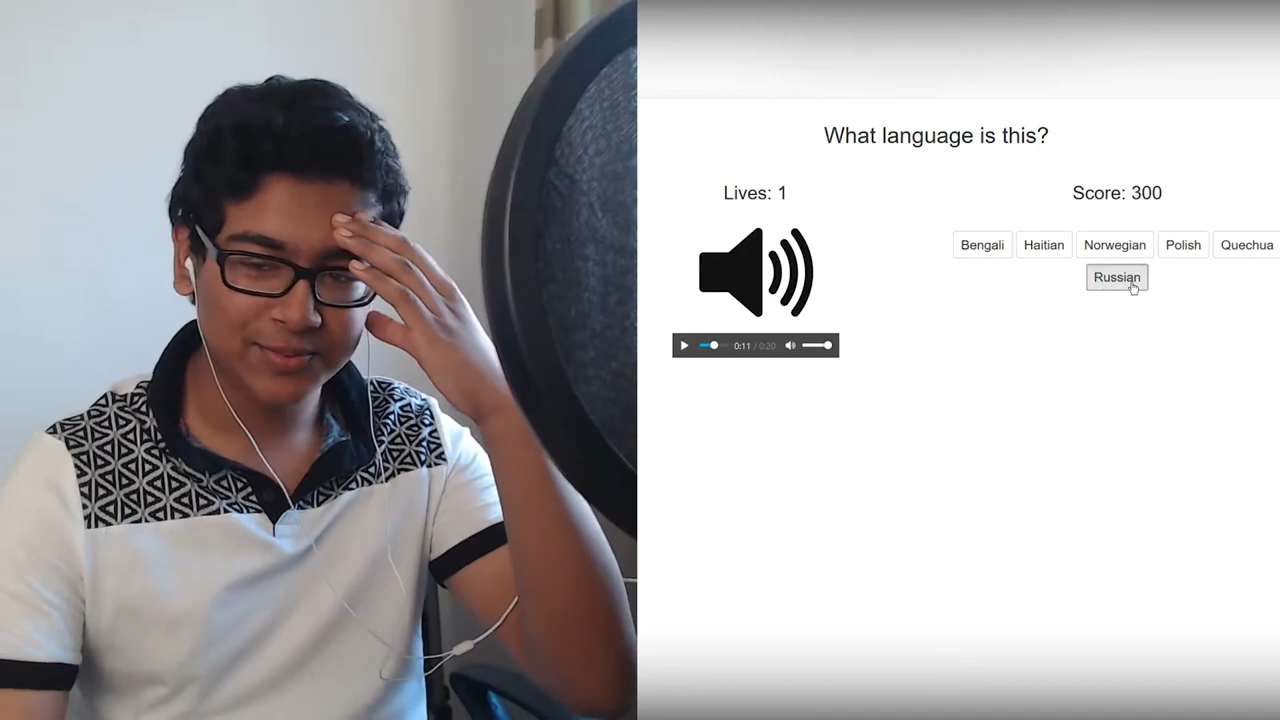 What language is this?
Lives: 1
Score: 300
Bengali Haitian Norwegian Polish Quechua
Russian
0:11 / 0:20